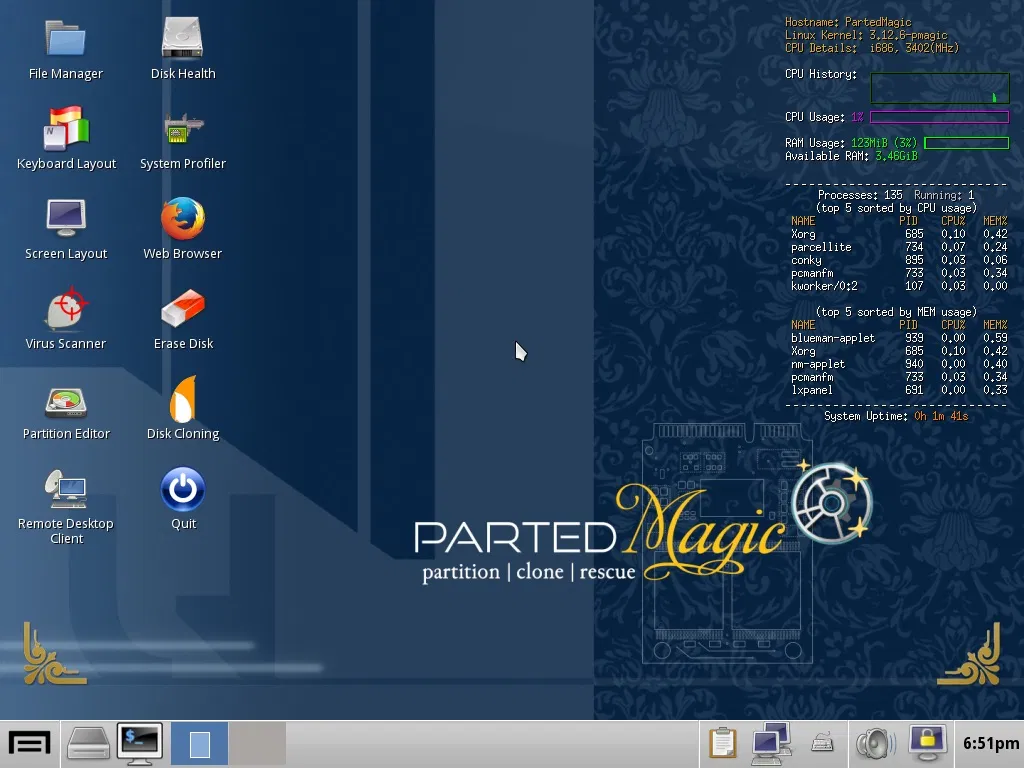 File Manager
Disk Health
Keyboard Layout
System Profiler
Screen Layout
Web Browser
Virus Scanner
Erase Disk
Partition Editor
Disk Cloning
Remote Desktop
Client
Quit
Hostname: PartedMagic
Linux Kernel: 3.12.6-pmagic
CPU Details: i686, 3402(MHz)
CPU History:
CPU Usage: 1%
RAM Usage: 123MiB (3%)
Available RAM: 3.46GiB
Processes: 135 Running: 1
(top 5 sorted by CPU usage)
NAME PID CPU% MEM%
Xorg 685 0.10 0.42
parcellite 734 0.07 0.24
conky 895 0.03 0.06
pcmanfm 733 0.03 0.34
kworker/0:2 107 0.03 0.00
(top 5 sorted by MEM usage)
NAME PID CPU% MEM%
blueman-applet 939 0.00 0.59
Xorg 685 0.10 0.42
nm-applet 940 0.00 0.40
pcmanfm 733 0.03 0.34
lxpanel 691 0.00 0.33
System Uptime: 0h 1m 41s
PARTED Magic
partition | clone | rescue
N
$_
6:51pm